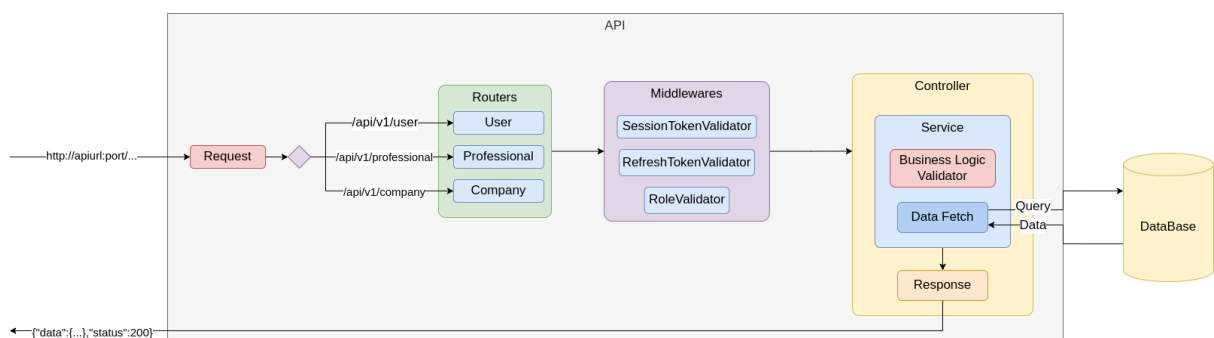 API
http://apiurl:port/...
Request
/api/v1/user
/api/v1/professional
/api/v1/company
Routers
User
Professional
Company
Middlewares
SessionTokenValidator
RefreshTokenValidator
RoleValidator
Controller
Service
Business Logic
Validator
Data Fetch
Query
Data
Response
DataBase
{"data":{...},"status":200}